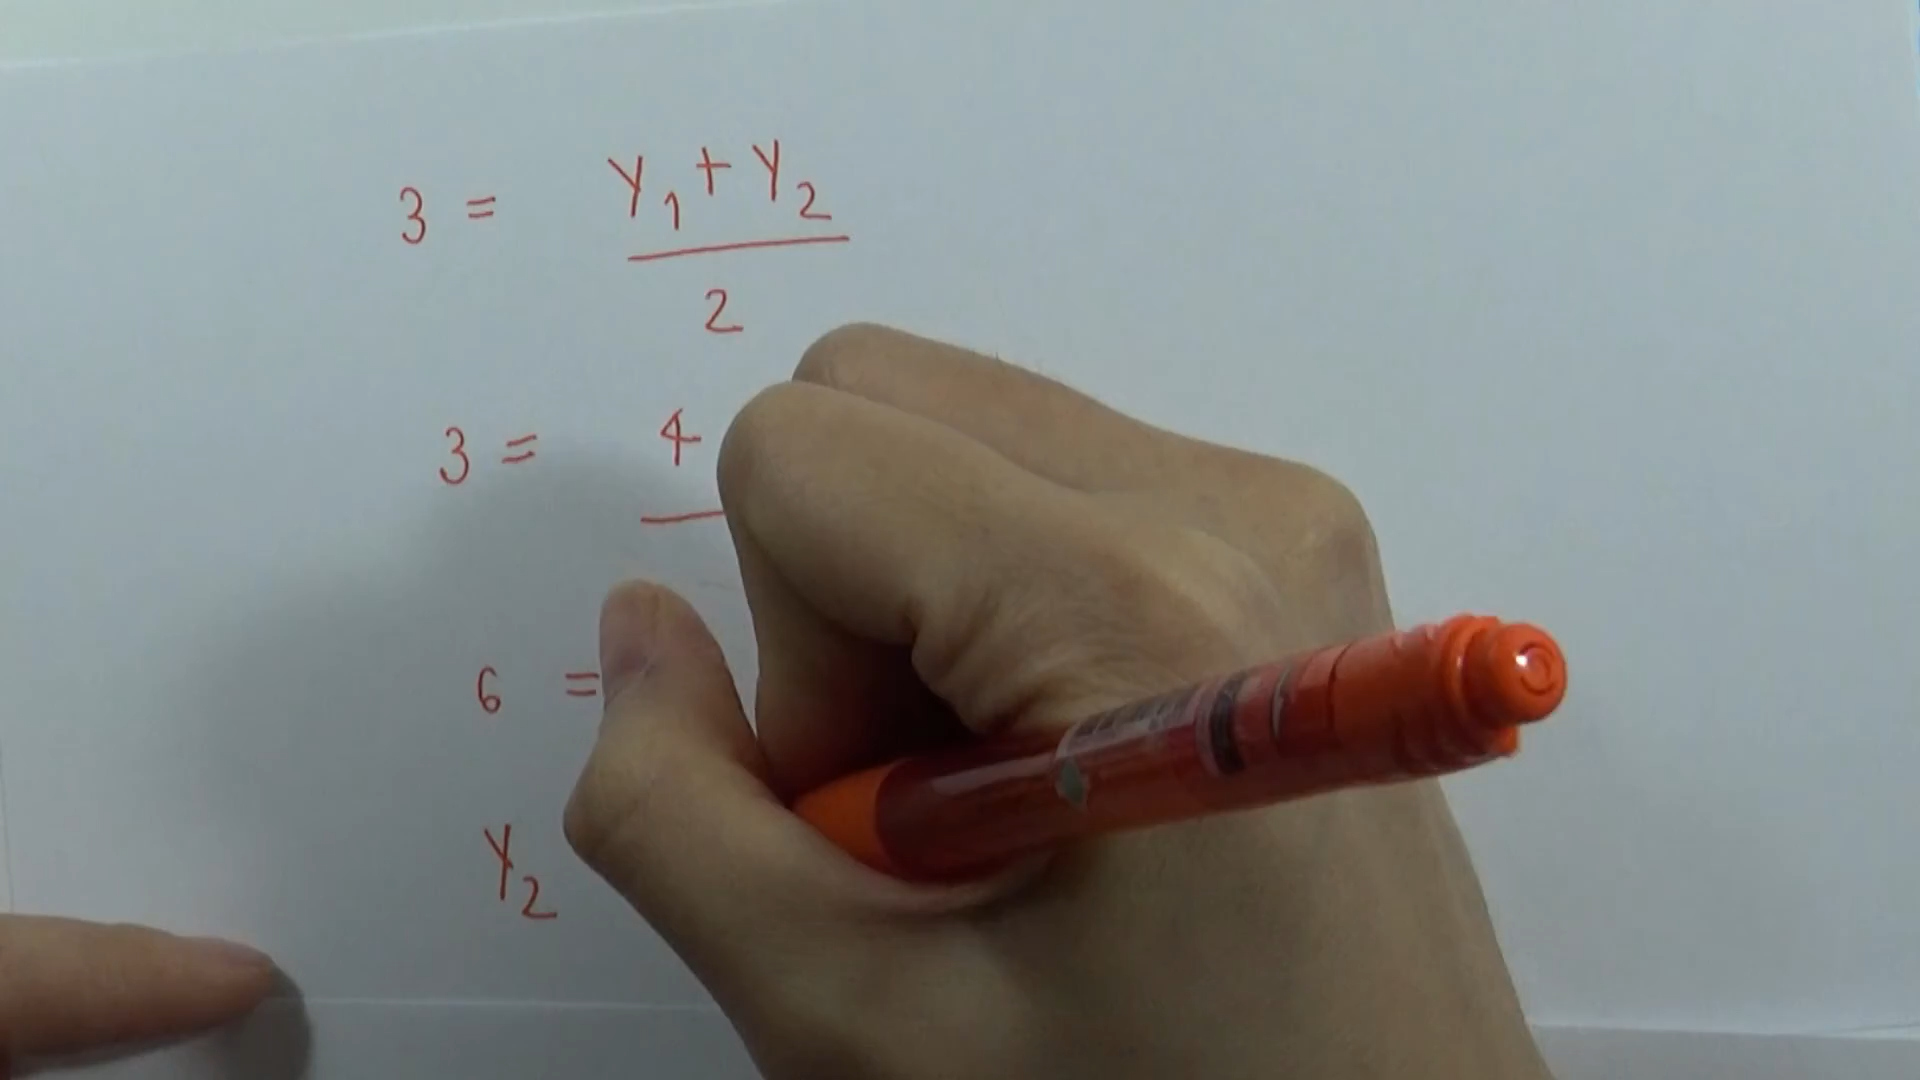 3 = y₁ + y₂
2
3 = 4
6 =
y₂